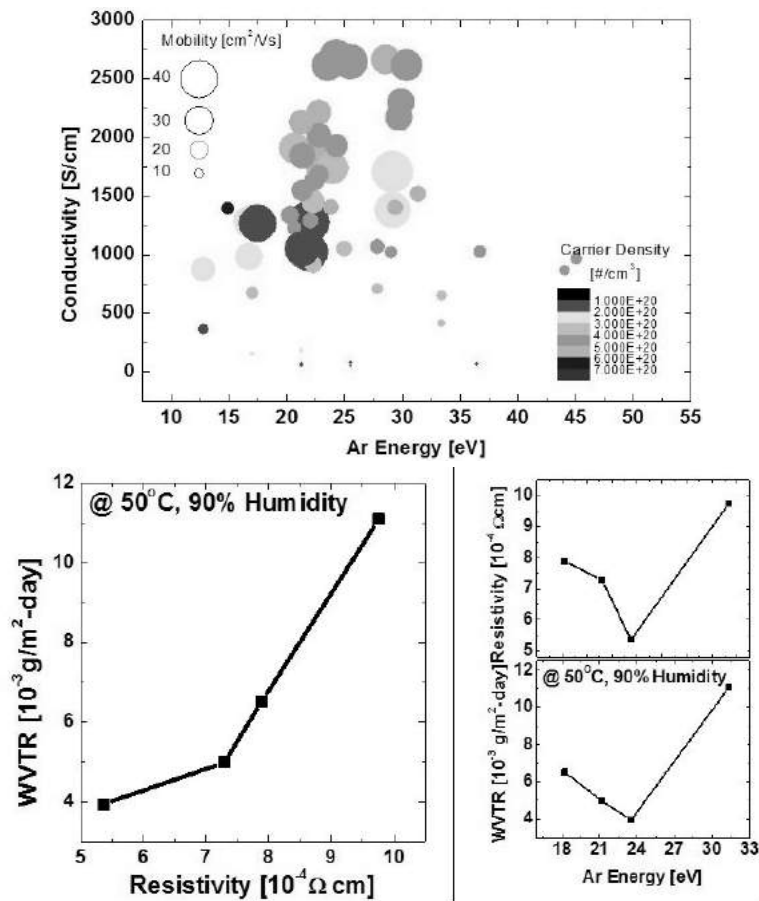 3000
2500
2000
1500
1000
500
0
Conductivity [S/cm]
Mobility [cm²/Vs]
40
30
20
10
Carrier Density
[#/cm³]
1.000E+20
2.000E+20
3.000E+20
4.000E+20
5.000E+20
6.000E+20
7.000E+20
10 15 20 25 30 35 40 45 50 55
Ar Energy [eV]
12
10
8
6
4
WVTR [10⁻³ g/m²-day]
@ 50°C, 90% Humidity
5 6 7 8 9 10
Resistivity [10⁻⁴Ω cm]
10
9
8
7
6
5
Resistivity [10⁻⁴ Ωcm]
@ 50°C, 90% Humidity
10
8
6
4
WVTR [10⁻³ g/m²-day]
18 21 24 27 30 33
Ar Energy [eV]